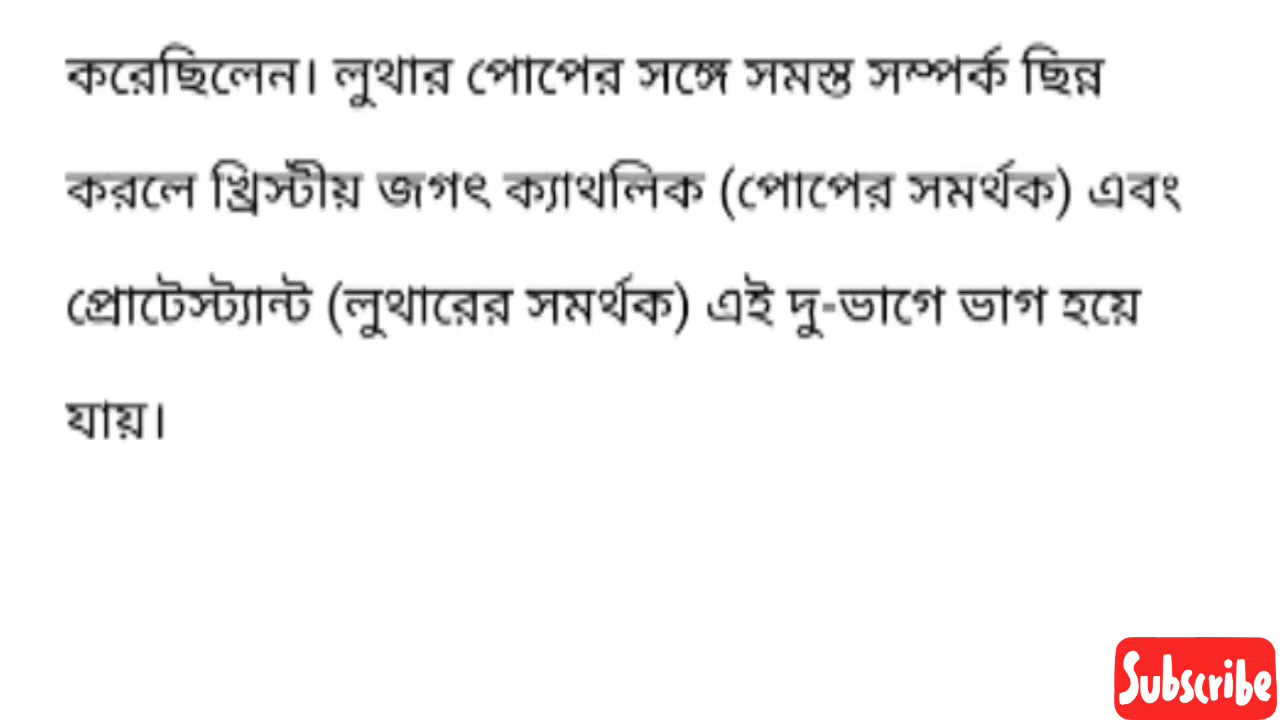 করেছিলেন। লুথার পোপের সঙ্গে সমস্ত সম্পর্ক ছিন্ন
করলে খ্রিস্টীয় জগৎ ক্যাথলিক (পোপের সমর্থক) এবং
প্রোটেস্ট্যান্ট (লুথারের সমর্থক) এই দু-ভাগে ভাগ হয়ে
যায়।
Subscribe